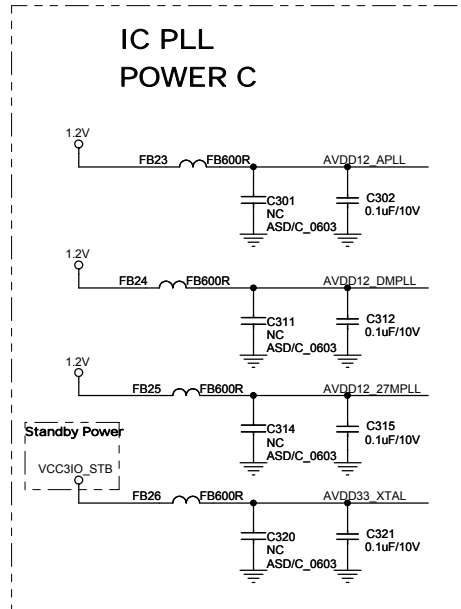 IC PLL
POWER C
1.2V
FB23 FB600R AVDD12_APLL
C301
NC
ASD/C_0603
C302
0.1uF/10V
1.2V
FB24 FB600R AVDD12_DMPLL
C311
NC
ASD/C_0603
C312
0.1uF/10V
1.2V
FB25 FB600R AVDD12_27MPLL
Standby Power
C314
NC
ASD/C_0603
C315
0.1uF/10V
VCC3IO_STB
FB26 FB600R AVDD33_XTAL
C320
NC
ASD/C_0603
C321
0.1uF/10V